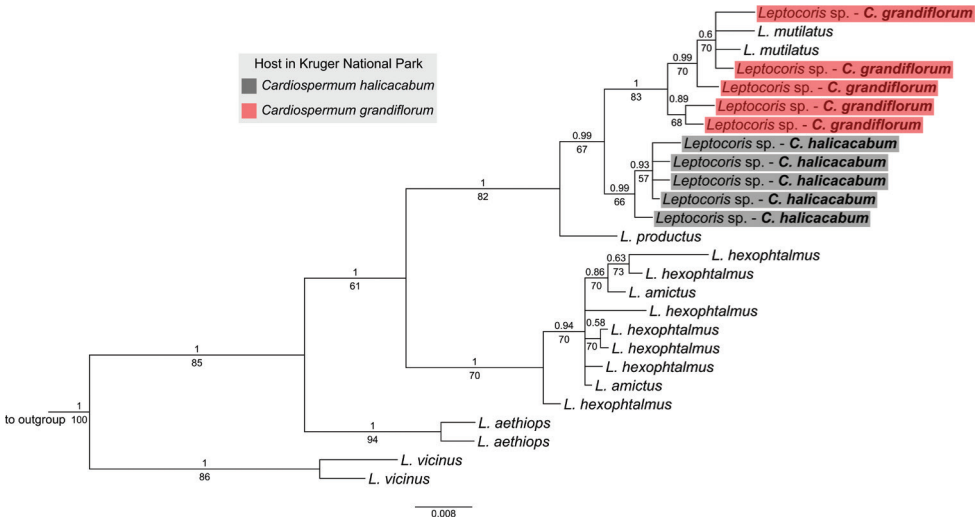 Leptocoris sp. - C. grandiflorum
0.6
L. mutilatus
Host in Kruger National Park
0.99
70
L. mutilatus
Cardiospermum halicacabum
70
Leptocoris sp. - C. grandiflorum
1
Leptocoris sp. - C. grandiflorum
Cardiospermum grandiflorum
83
0.89
Leptocoris sp. - C. grandiflorum
68
Leptocoris sp. - C. grandiflorum
0.99
Leptocoris sp. - C. halicacabum
67
0.93
Leptocoris sp. - C. halicacabum
57
Leptocoris sp. - C. halicacabum
1
0.99
Leptocoris sp. - C. halicacabum
82
66
Leptocoris sp. - C. halicacabum
L. productus
0.63
L. hexophtalmus
1
0.86
73
L. hexophtalmus
61
70
L. amictus
L. hexophtalmus
0.94
0.58
L. hexophtalmus
70
70
L. hexophtalmus
1
85
1
70
L. hexophtalmus
L. amictus
L. hexophtalmus
1
to outgroup
100
L. aethiops
1
94
L. aethiops
1
L. vicinus
86
L. vicinus
0.008